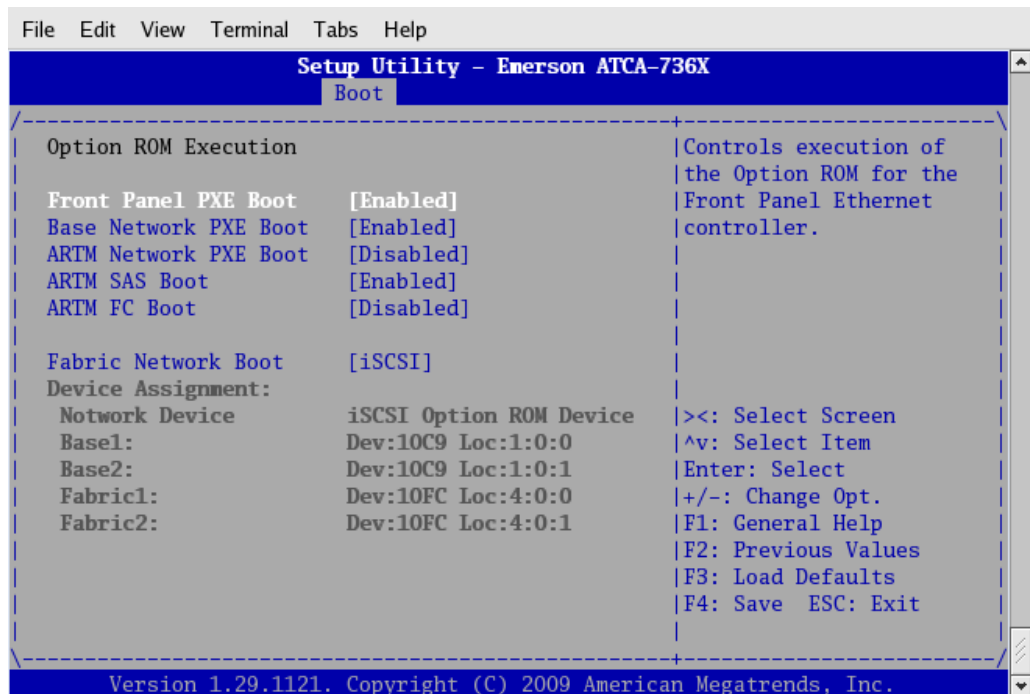 File Edit View Terminal Tabs Help
Setup Utility - Emerson ATCA-736X
Boot
Option ROM Execution
Front Panel PXE Boot [Enabled]
Base Network PXE Boot [Enabled]
ARTM Network PXE Boot [Disabled]
ARTM SAS Boot [Enabled]
ARTM FC Boot [Disabled]
Fabric Network Boot [iSCSI]
Device Assignment:
Notwork Device iSCSI Option ROM Device
Base1: Dev:10C9 Loc:1:0:0
Base2: Dev:10C9 Loc:1:0:1
Fabric1: Dev:10FC Loc:4:0:0
Fabric2: Dev:10FC Loc:4:0:1
Controls execution of
the Option ROM for the
Front Panel Ethernet
controller.
><: Select Screen
^v: Select Item
Enter: Select
+/-: Change Opt.
F1: General Help
F2: Previous Values
F3: Load Defaults
F4: Save ESC: Exit
Version 1.29.1121. Copyright (C) 2009 American Megatrends, Inc.